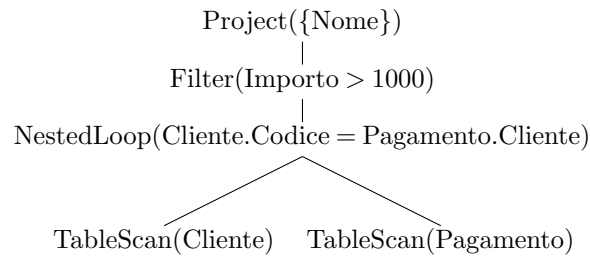 Project({Nome})
Filter(Importo > 1000)
NestedLoop(Cliente.Codice = Pagamento.Cliente)
TableScan(Cliente) TableScan(Pagamento)